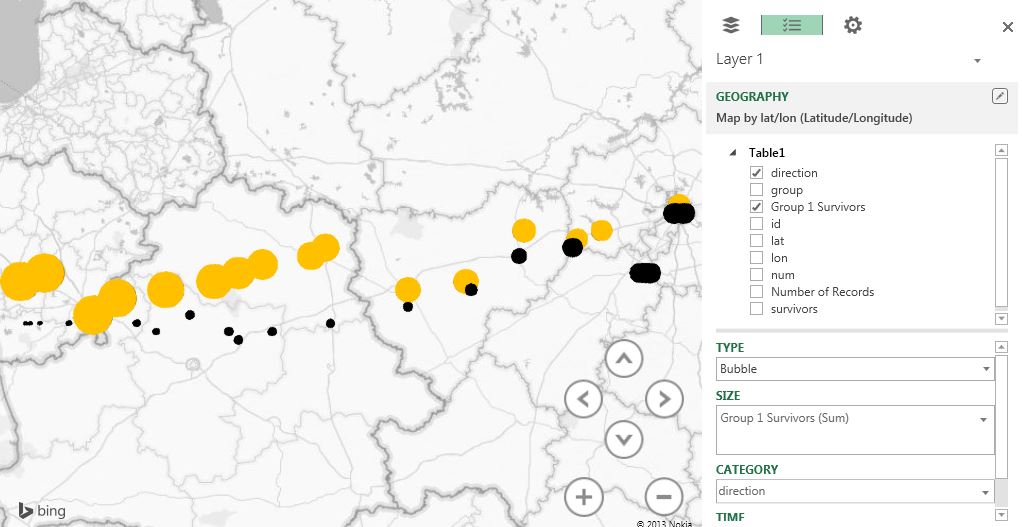 Layer 1
GEOGRAPHY
Map by lat/lon (Latitude/Longitude)
Table1
direction
group
Group 1 Survivors
id
lat
lon
num
Number of Records
survivors
TYPE
Bubble
SIZE
Group 1 Survivors (Sum)
CATEGORY
direction
TIME
bing
© 2013 Nokia